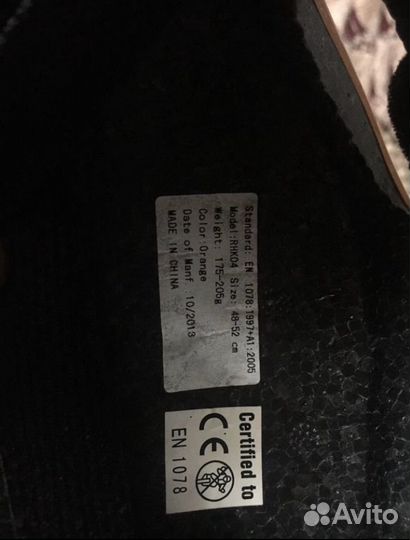 Standard: EN 1078:1997+A1:2005
Model:RHK04 Size: 48-52 cm
Weight: 175-205g
Color:Orange
Date of Manf :10/2013
MADE IN CHINA
Certified to
CE
EN 1078
Avito